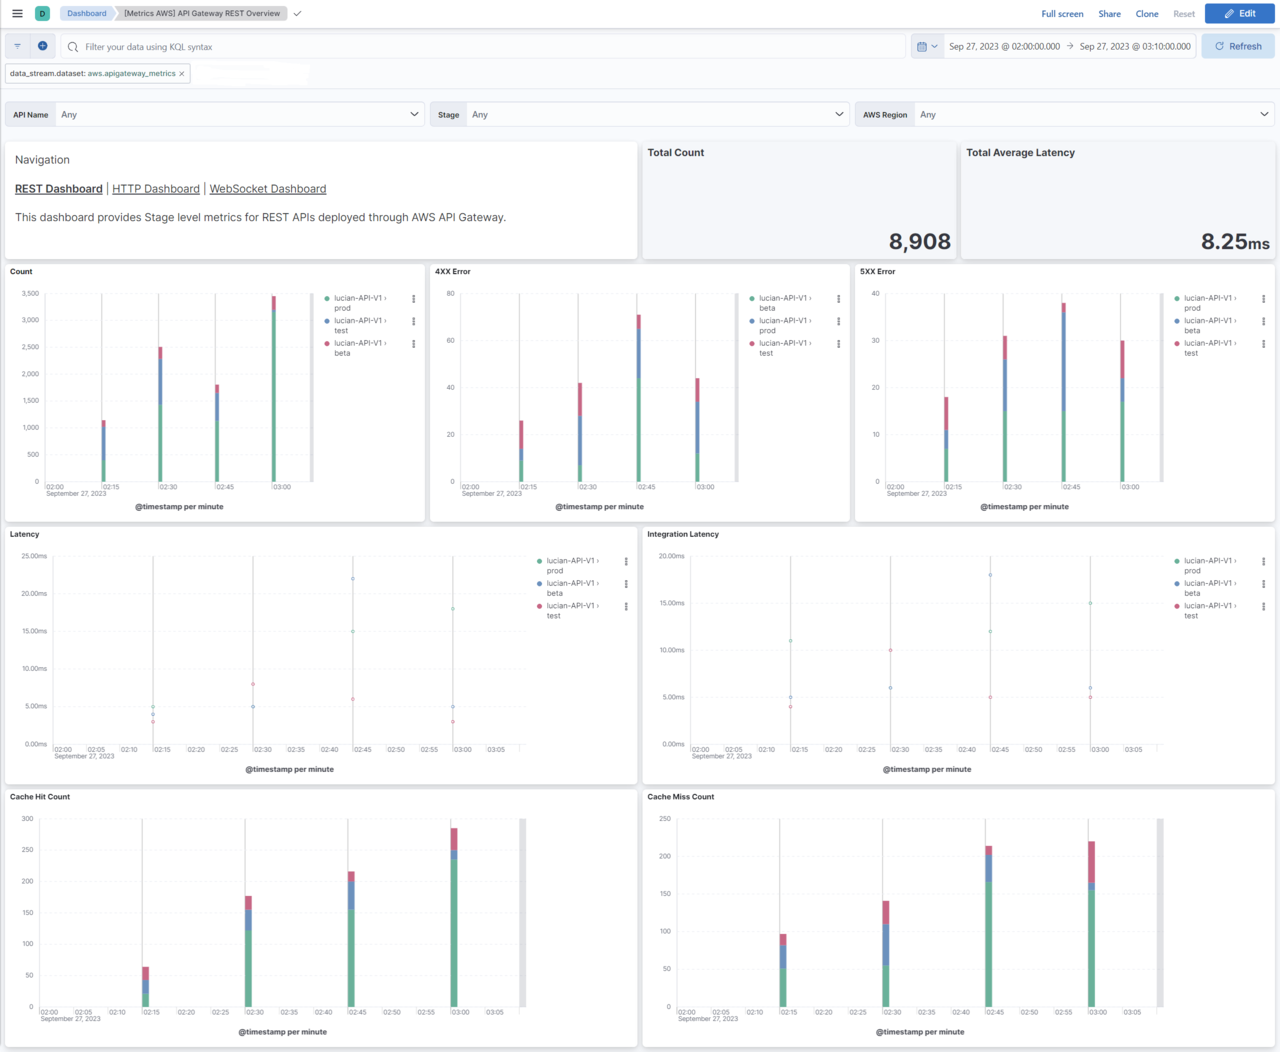 D Dashboard [Metrics AWS] API Gateway REST Overview Full screen Share Clone Reset Edit
Filter your data using KQL syntax Sep 27, 2023 @ 02:00:00.000 → Sep 27, 2023 @ 03:10:00.000 Refresh
data_stream.dataset: aws.apigateway_metrics ×
API Name Any Stage Any AWS Region Any
Navigation
REST Dashboard | HTTP Dashboard | WebSocket Dashboard
This dashboard provides Stage level metrics for REST APIs deployed through AWS API Gateway.
Total Count
8,908
Total Average Latency
8.25ms
Count
3,500
3,000
2,500
2,000
1,500
1,000
500
0
02:00 02:15 02:30 02:45 03:00
September 27, 2023
@timestamp per minute
lucian-API-V1 ›
prod
lucian-API-V1 ›
test
lucian-API-V1 ›
beta
4XX Error
80
60
40
20
0
02:00 02:15 02:30 02:45 03:00
September 27, 2023
@timestamp per minute
lucian-API-V1 ›
beta
lucian-API-V1 ›
prod
lucian-API-V1 ›
test
5XX Error
40
30
20
10
0
02:00 02:15 02:30 02:45 03:00
September 27, 2023
@timestamp per minute
lucian-API-V1 ›
prod
lucian-API-V1 ›
beta
lucian-API-V1 ›
test
Latency
25.00ms
20.00ms
15.00ms
10.00ms
5.00ms
0.00ms
02:00 02:05 02:10 02:15 02:20 02:25 02:30 02:35 02:40 02:45 02:50 02:55 03:00 03:05
September 27, 2023
@timestamp per minute
lucian-API-V1 ›
prod
lucian-API-V1 ›
beta
lucian-API-V1 ›
test
Integration Latency
20.00ms
15.00ms
10.00ms
5.00ms
0.00ms
02:00 02:05 02:10 02:15 02:20 02:25 02:30 02:35 02:40 02:45 02:50 02:55 03:00 03:05
September 27, 2023
@timestamp per minute
lucian-API-V1 ›
prod
lucian-API-V1 ›
beta
lucian-API-V1 ›
test
Cache Hit Count
300
250
200
150
100
50
0
02:00 02:05 02:10 02:15 02:20 02:25 02:30 02:35 02:40 02:45 02:50 02:55 03:00 03:05
September 27, 2023
@timestamp per minute
Cache Miss Count
250
200
150
100
50
0
02:00 02:05 02:10 02:15 02:20 02:25 02:30 02:35 02:40 02:45 02:50 02:55 03:00 03:05
September 27, 2023
@timestamp per minute